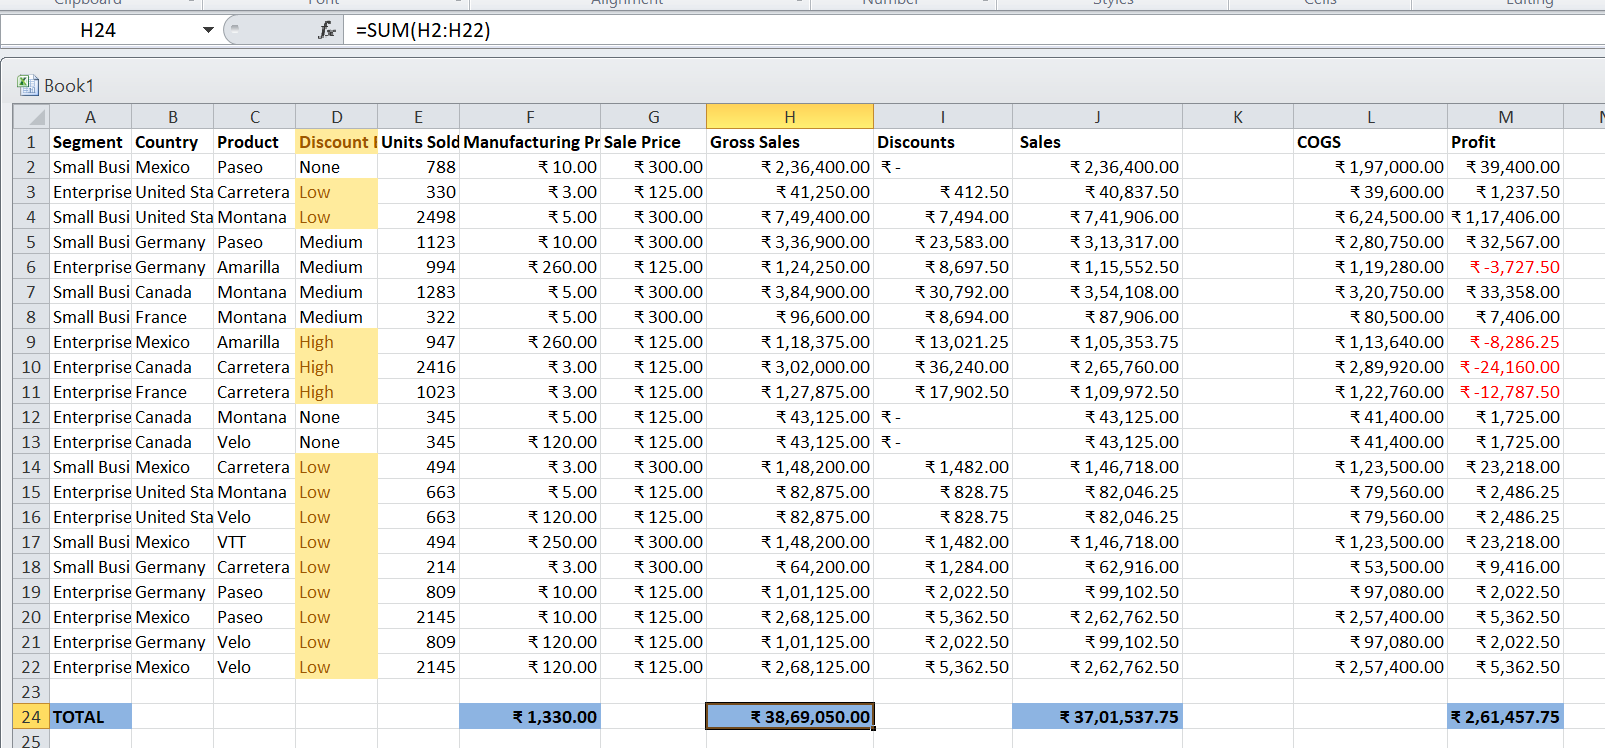 Clipboard Font Alignment Number Styles Cells Editing
H24 fx =SUM(H2:H22)
Book1
A B C D E F G H I J K L M
1 Segment Country Product Discount Units Sold Manufacturing Pr Sale Price Gross Sales Discounts Sales COGS Profit
2 Small Busi Mexico Paseo None 788 ₹ 10.00 ₹ 300.00 ₹ 2,36,400.00 ₹ - ₹ 2,36,400.00 ₹ 1,97,000.00 ₹ 39,400.00
3 Enterprise United Sta Carretera Low 330 ₹ 3.00 ₹ 125.00 ₹ 41,250.00 ₹ 412.50 ₹ 40,837.50 ₹ 39,600.00 ₹ 1,237.50
4 Small Busi United Sta Montana Low 2498 ₹ 5.00 ₹ 300.00 ₹ 7,49,400.00 ₹ 7,494.00 ₹ 7,41,906.00 ₹ 6,24,500.00 ₹ 1,17,406.00
5 Small Busi Germany Paseo Medium 1123 ₹ 10.00 ₹ 300.00 ₹ 3,36,900.00 ₹ 23,583.00 ₹ 3,13,317.00 ₹ 2,80,750.00 ₹ 32,567.00
6 Enterprise Germany Amarilla Medium 994 ₹ 260.00 ₹ 125.00 ₹ 1,24,250.00 ₹ 8,697.50 ₹ 1,15,552.50 ₹ 1,19,280.00 ₹ -3,727.50
7 Small Busi Canada Montana Medium 1283 ₹ 5.00 ₹ 300.00 ₹ 3,84,900.00 ₹ 30,792.00 ₹ 3,54,108.00 ₹ 3,20,750.00 ₹ 33,358.00
8 Small Busi France Montana Medium 322 ₹ 5.00 ₹ 300.00 ₹ 96,600.00 ₹ 8,694.00 ₹ 87,906.00 ₹ 80,500.00 ₹ 7,406.00
9 Enterprise Mexico Amarilla High 947 ₹ 260.00 ₹ 125.00 ₹ 1,18,375.00 ₹ 13,021.25 ₹ 1,05,353.75 ₹ 1,13,640.00 ₹ -8,286.25
10 Enterprise Canada Carretera High 2416 ₹ 3.00 ₹ 125.00 ₹ 3,02,000.00 ₹ 36,240.00 ₹ 2,65,760.00 ₹ 2,89,920.00 ₹ -24,160.00
11 Enterprise France Carretera High 1023 ₹ 3.00 ₹ 125.00 ₹ 1,27,875.00 ₹ 17,902.50 ₹ 1,09,972.50 ₹ 1,22,760.00 ₹ -12,787.50
12 Enterprise Canada Montana None 345 ₹ 5.00 ₹ 125.00 ₹ 43,125.00 ₹ - ₹ 43,125.00 ₹ 41,400.00 ₹ 1,725.00
13 Enterprise Canada Velo None 345 ₹ 120.00 ₹ 125.00 ₹ 43,125.00 ₹ - ₹ 43,125.00 ₹ 41,400.00 ₹ 1,725.00
14 Small Busi Mexico Carretera Low 494 ₹ 3.00 ₹ 300.00 ₹ 1,48,200.00 ₹ 1,482.00 ₹ 1,46,718.00 ₹ 1,23,500.00 ₹ 23,218.00
15 Enterprise United Sta Montana Low 663 ₹ 5.00 ₹ 125.00 ₹ 82,875.00 ₹ 828.75 ₹ 82,046.25 ₹ 79,560.00 ₹ 2,486.25
16 Enterprise United Sta Velo Low 663 ₹ 120.00 ₹ 125.00 ₹ 82,875.00 ₹ 828.75 ₹ 82,046.25 ₹ 79,560.00 ₹ 2,486.25
17 Small Busi Mexico VTT Low 494 ₹ 250.00 ₹ 300.00 ₹ 1,48,200.00 ₹ 1,482.00 ₹ 1,46,718.00 ₹ 1,23,500.00 ₹ 23,218.00
18 Small Busi Germany Carretera Low 214 ₹ 3.00 ₹ 300.00 ₹ 64,200.00 ₹ 1,284.00 ₹ 62,916.00 ₹ 53,500.00 ₹ 9,416.00
19 Enterprise Germany Paseo Low 809 ₹ 10.00 ₹ 125.00 ₹ 1,01,125.00 ₹ 2,022.50 ₹ 99,102.50 ₹ 97,080.00 ₹ 2,022.50
20 Enterprise Mexico Paseo Low 2145 ₹ 10.00 ₹ 125.00 ₹ 2,68,125.00 ₹ 5,362.50 ₹ 2,62,762.50 ₹ 2,57,400.00 ₹ 5,362.50
21 Enterprise Germany Velo Low 809 ₹ 120.00 ₹ 125.00 ₹ 1,01,125.00 ₹ 2,022.50 ₹ 99,102.50 ₹ 97,080.00 ₹ 2,022.50
22 Enterprise Mexico Velo Low 2145 ₹ 120.00 ₹ 125.00 ₹ 2,68,125.00 ₹ 5,362.50 ₹ 2,62,762.50 ₹ 2,57,400.00 ₹ 5,362.50
23
24 TOTAL ₹ 1,330.00 ₹ 38,69,050.00 ₹ 37,01,537.75 ₹ 2,61,457.75
25